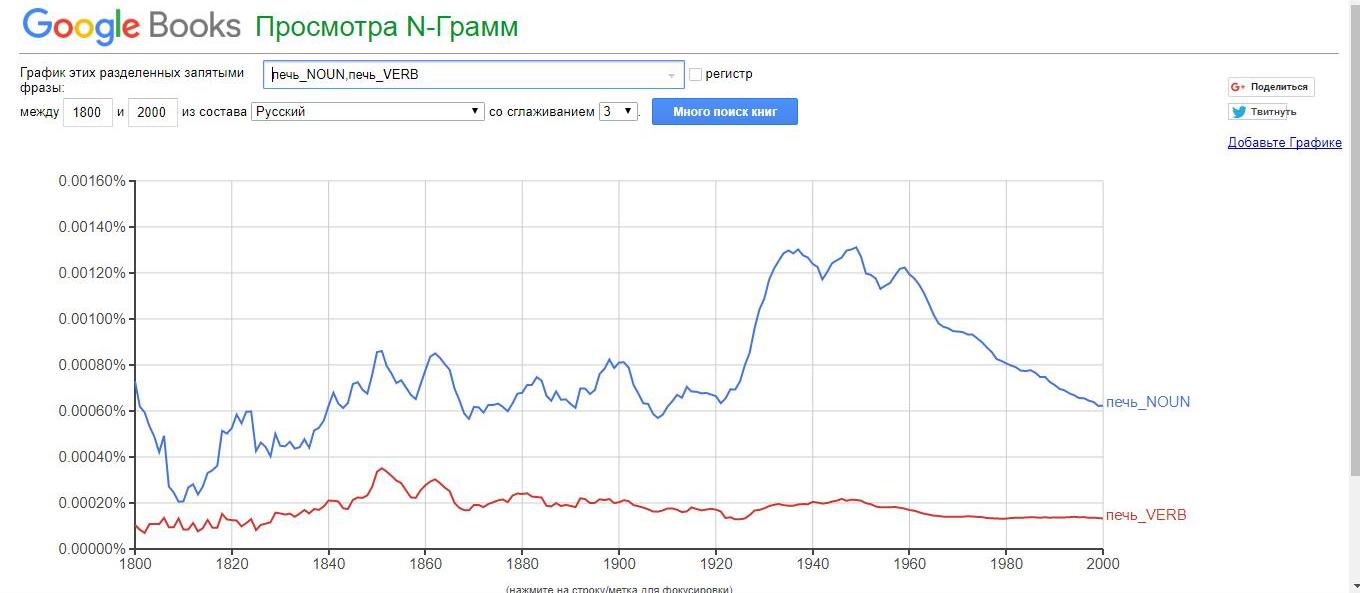 Google Books Просмотра N-Грамм
График этих разделенных запятыми
фразы:
печь_NOUN,печь_VERB
регистр
между 1800 и 2000 из состава Русский со сглаживанием 3 . Много поиск книг
G+ Поделиться
Твитнуть
Добавьте Графике
0.00160%
0.00140%
0.00120%
0.00100%
0.00080%
0.00060%
0.00040%
0.00020%
0.00000%
печь_NOUN
печь_VERB
1800 1820 1840 1860 1880 1900 1920 1940 1960 1980 2000
(нажмите на строку/метка для фокусировки)